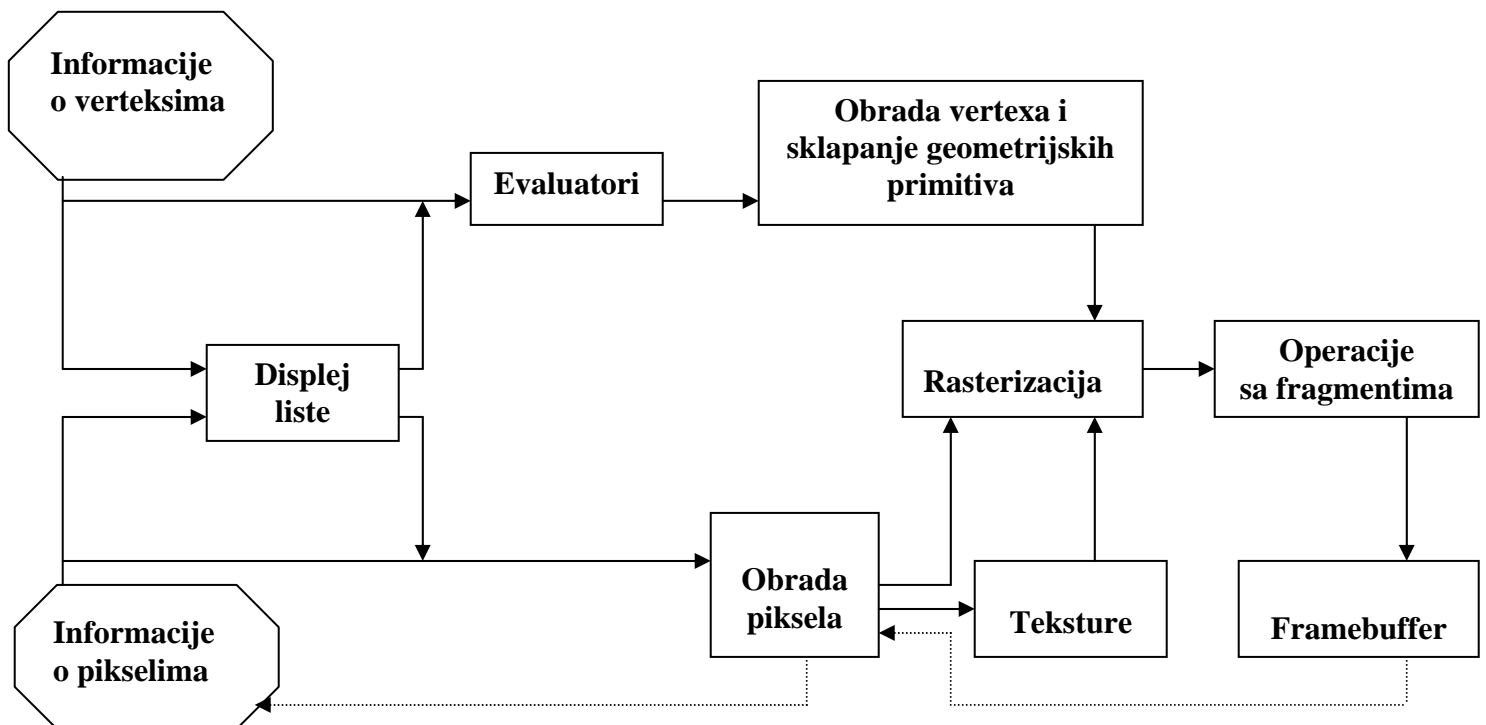 Informacije
o verteksima
Evaluatori
Obrada vertexa i
sklapanje geometrijskih
primitiva
Displej
liste
Rasterizacija
Operacije
sa fragmentima
Informacije
o pikselima
Obrada
piksela
Teksture
Framebuffer